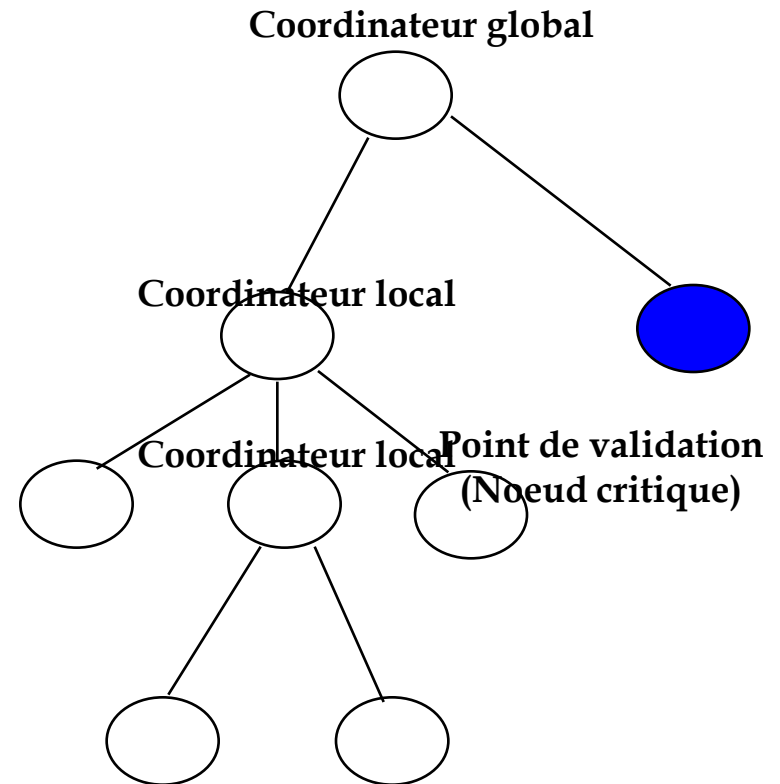 Coordinateur global
Coordinateur local
Coordinateur local
Point de validation
(Noeud critique)